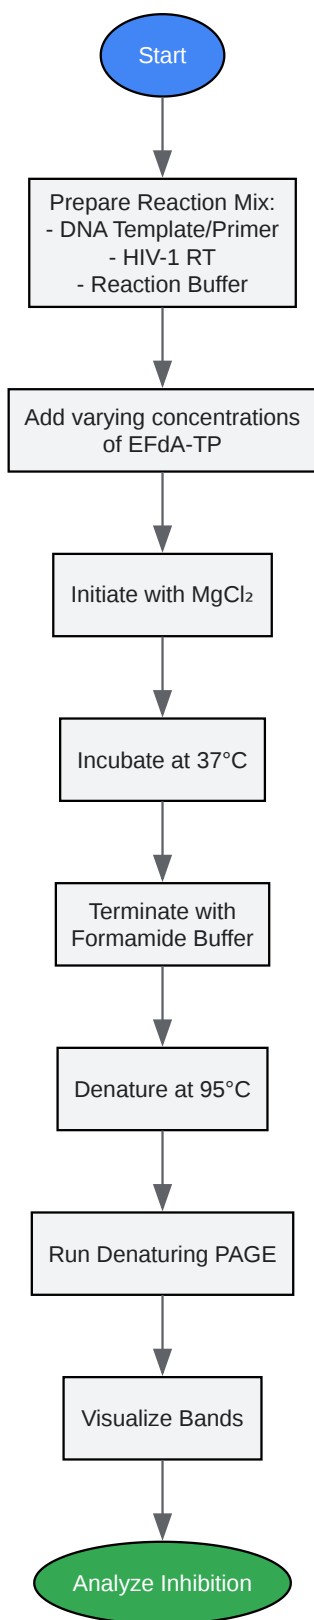 Start
Prepare Reaction Mix:
- DNA Template/Primer
- HIV-1 RT
- Reaction Buffer
Add varying concentrations
of EFdA-TP
Initiate with MgCl₂
Incubate at 37°C
Terminate with
Formamide Buffer
Denature at 95°C
Run Denaturing PAGE
Visualize Bands
Analyze Inhibition